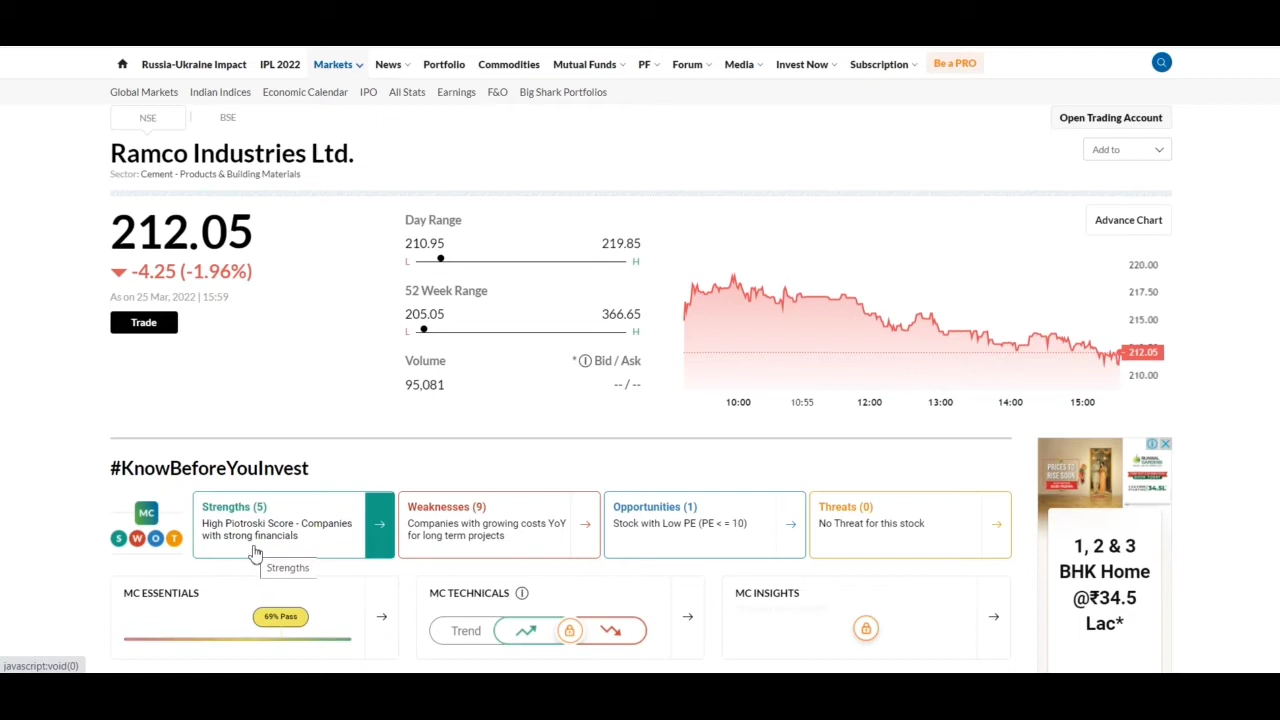 Russia-Ukraine Impact IPL 2022 Markets News Portfolio Commodities Mutual Funds PF Forum Media Invest Now Subscription Be a PRO
Global Markets Indian Indices Economic Calendar IPO All Stats Earnings F&O Big Shark Portfolios
NSE BSE
Open Trading Account
Ramco Industries Ltd.
Add to
Sector: Cement - Products & Building Materials
212.05
-4.25 (-1.96%)
As on 25 Mar, 2022 | 15:59
Trade
Day Range
210.95 219.85
L H
52 Week Range
205.05 366.65
L H
Volume * Bid / Ask
95,081 -- / --
Advance Chart
220.00
217.50
215.00
212.05
210.00
10:00 10:55 12:00 13:00 14:00 15:00
#KnowBeforeYouInvest
MC
S W O T
Strengths (5)
High Piotroski Score - Companies
with strong financials
Strengths
Weaknesses (9)
Companies with growing costs YoY
for long term projects
Opportunities (1)
Stock with Low PE (PE < = 10)
Threats (0)
No Threat for this stock
MC ESSENTIALS
69% Pass
MC TECHNICALS
Trend
MC INSIGHTS
PRICES TO
RISE SOON
1, 2 & 3
BHK Home
@₹34.5
Lac*
javascript:void(0)